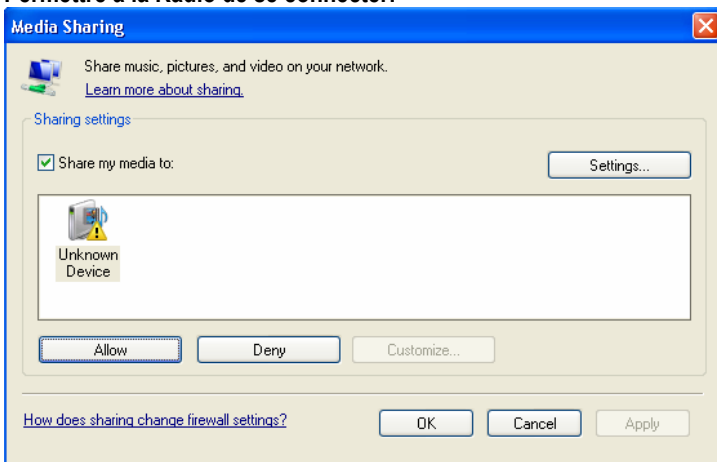 Permettre à la Radio de se connecter:
Media Sharing
Share music, pictures, and video on your network.
Learn more about sharing.
Sharing settings
Share my media to:
Settings...
Unknown
Device
Allow Deny Customize...
How does sharing change firewall settings? OK Cancel Apply